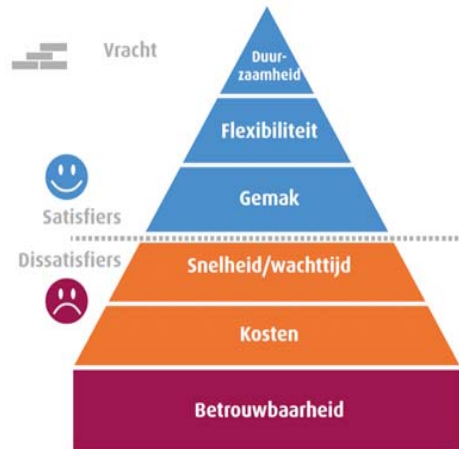 Vracht
Duur-
zaamheid
Flexibiliteit
Gemak
Satisfiers
Dissatisfiers
Snelheid/wachttijd
Kosten
Betrouwbaarheid